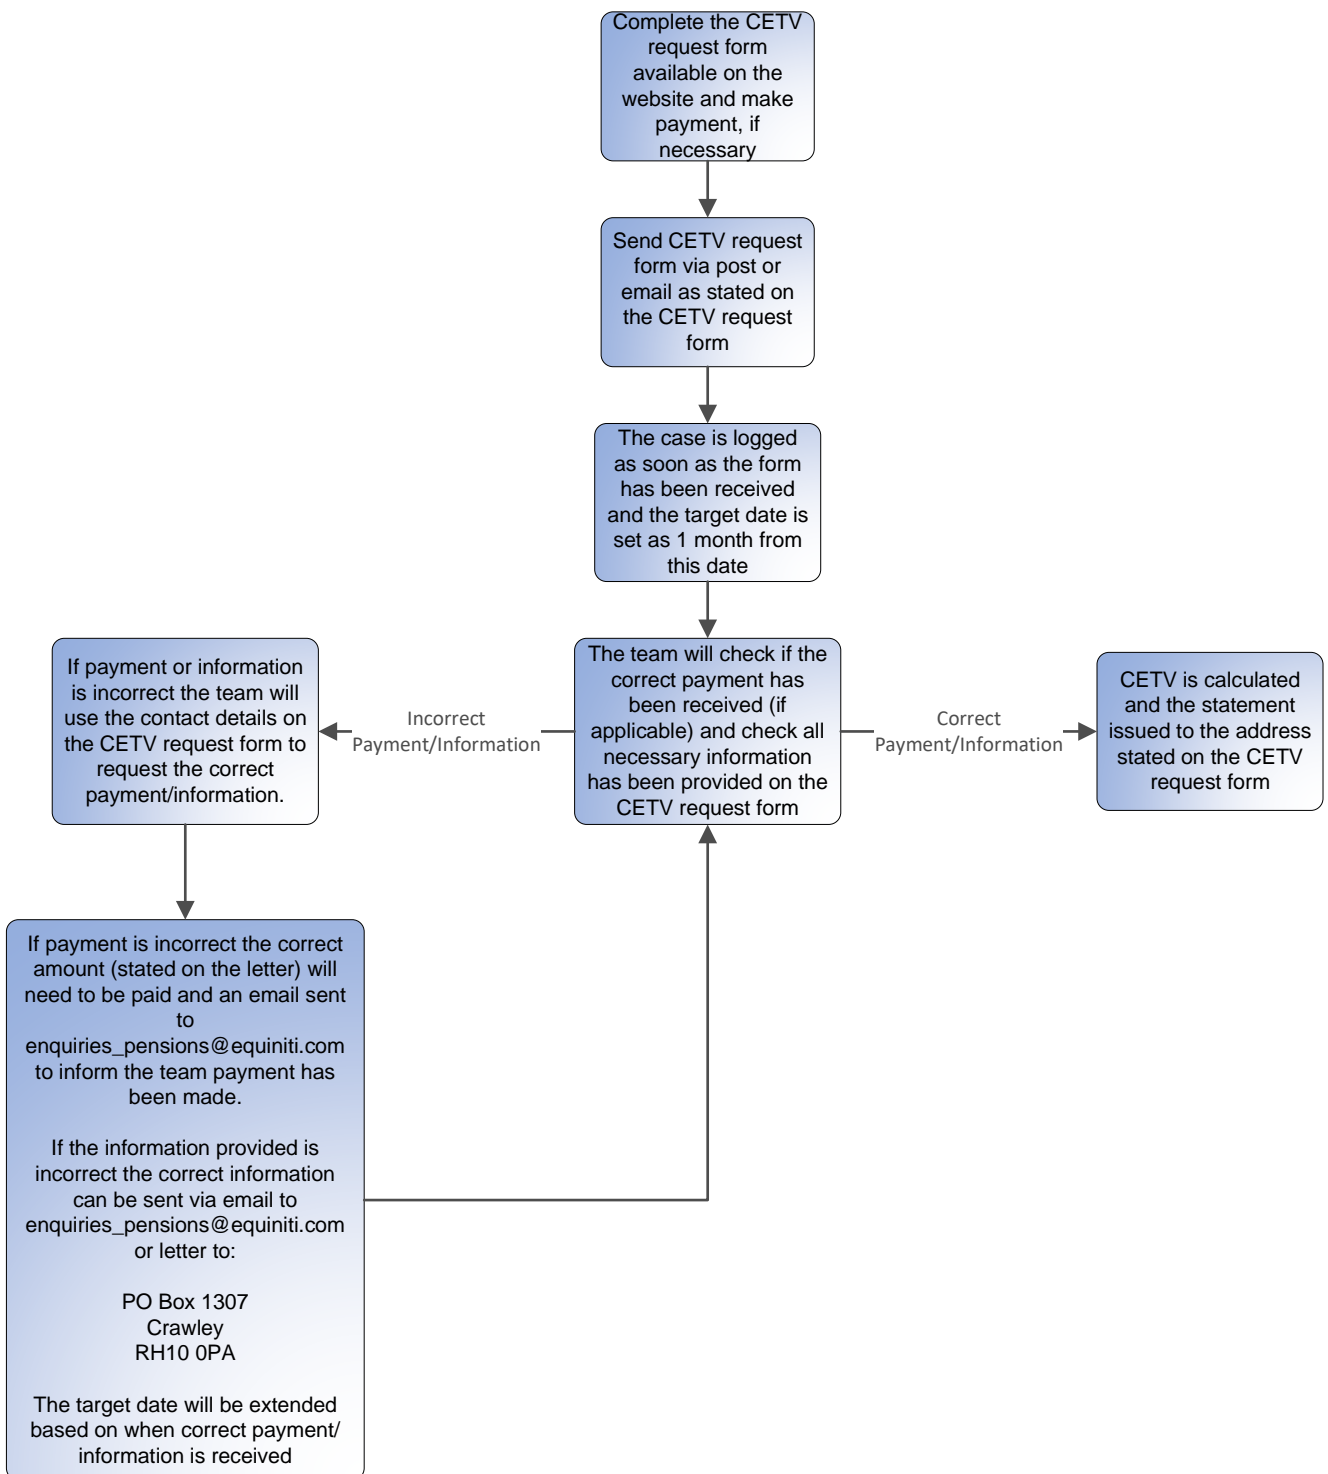 Complete the CETV
request form
available on the
website and make
payment, if
necessary
Send CETV request
form via post or
email as stated on
the CETV request
form
The case is logged
as soon as the form
has been received
and the target date is
set as 1 month from
this date
If payment or information
is incorrect the team will
use the contact details on
the CETV request form to
request the correct
payment/information.
Incorrect
Payment/Information
The team will check if the
correct payment has
been received (if
applicable) and check all
necessary information
has been provided on the
CETV request form
Correct
Payment/Information
CETV is calculated
and the statement
issued to the address
stated on the CETV
request form
If payment is incorrect the correct
amount (stated on the letter) will
need to be paid and an email sent
to
enquiries_pensions@equiniti.com
to inform the team payment has
been made.
If the information provided is
incorrect the correct information
can be sent via email to
enquiries_pensions@equiniti.com
or letter to:
PO Box 1307
Crawley
RH10 0PA
The target date will be extended
based on when correct payment/
information is received